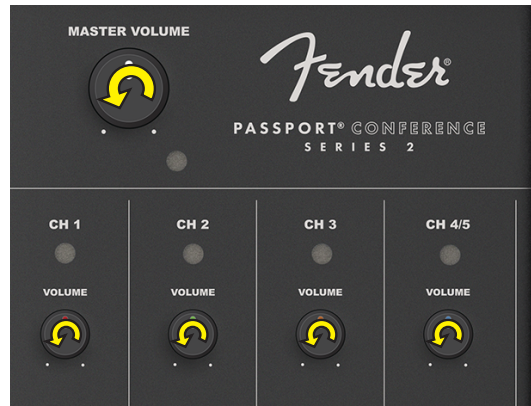 MASTER VOLUME
Fender®
PASSPORT® CONFERENCE
SERIES 2
CH 1
CH 2
CH 3
CH 4/5
VOLUME
VOLUME
VOLUME
VOLUME